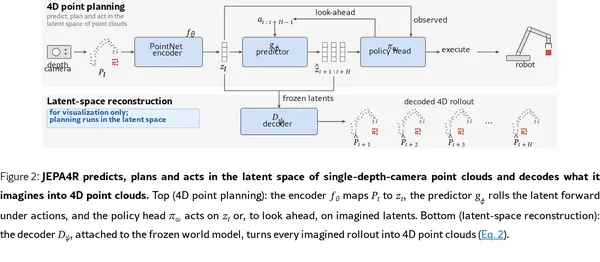 4D point planning
predict, plan and act in the
latent space of point clouds
depth
camera
P_t
f_θ
PointNet
encoder
z_t
a_{t:t+H−1}
look-ahead
g_ϕ
predictor
ẑ_{t+1:t+H}
observed
π_ω
policy head
execute
robot
Latent-space reconstruction
for visualization only;
planning runs in the latent space
frozen latents
D_ψ
decoder
decoded 4D rollout
P̂_{t+1}
P̂_{t+2}
P̂_{t+3}
...
P̂_{t+H}
Figure 2: JEPA4R predicts, plans and acts in the latent space of single-depth-camera point clouds and decodes what it
imagines into 4D point clouds. Top (4D point planning): the encoder f_θ maps P_t to z_t, the predictor g_ϕ rolls the latent forward
under actions, and the policy head π_ω acts on z_t or, to look ahead, on imagined latents. Bottom (latent-space reconstruction):
the decoder D_ψ, attached to the frozen world model, turns every imagined rollout into 4D point clouds (Eq. 2).